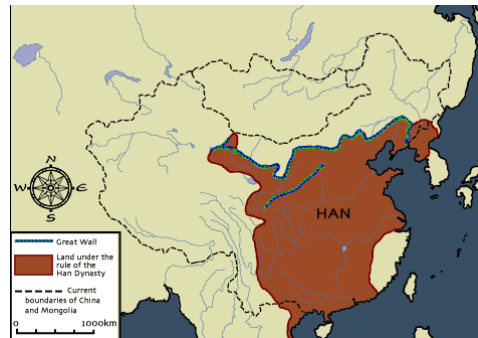 N
W
E
S
HAN
Great Wall
Land under the
rule of the
Han Dynasty
Current
boundaries of China
and Mongolia
0 1000km